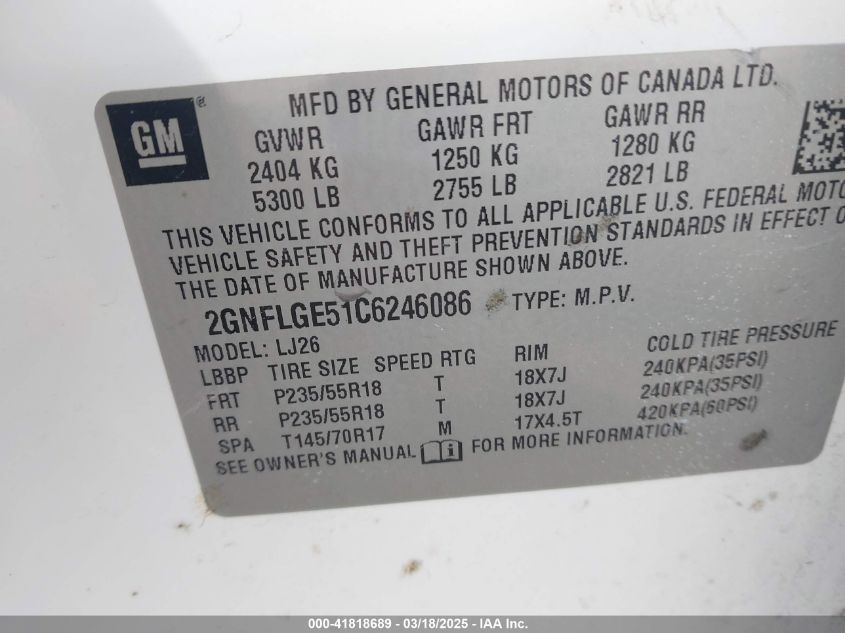 MFD BY GENERAL MOTORS OF CANADA LTD.
GM®
GVWR GAWR FRT GAWR RR
2404 KG 1250 KG 1280 KG
5300 LB 2755 LB 2821 LB
THIS VEHICLE CONFORMS TO ALL APPLICABLE U.S. FEDERAL MOTO
VEHICLE SAFETY AND THEFT PREVENTION STANDARDS IN EFFECT O
THE DATE OF MANUFACTURE SHOWN ABOVE.
2GNFLGE51C6246086 TYPE: M.P.V.
MODEL: LJ26
LBBP TIRE SIZE SPEED RTG RIM COLD TIRE PRESSURE
FRT P235/55R18 T 18X7J 240KPA(35PSI)
RR P235/55R18 T 18X7J 240KPA(35PSI)
SPA T145/70R17 M 17X4.5T 420KPA(60PSI)
SEE OWNER'S MANUAL i FOR MORE INFORMATION.
000-41818689 - 03/18/2025 - IAA Inc.